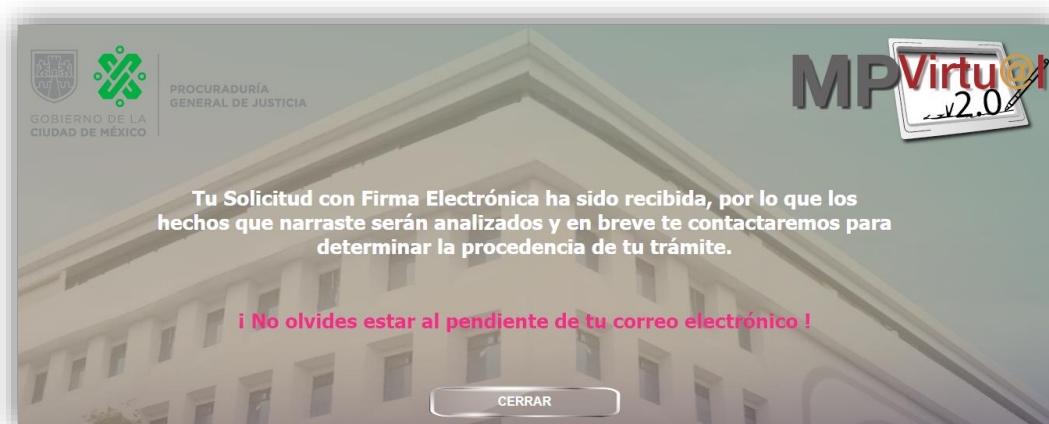 GOBIERNO DE LA
CIUDAD DE MÉXICO
PROCURADURÍA
GENERAL DE JUSTICIA
MPVirtu@l
v2.0
Tu Solicitud con Firma Electrónica ha sido recibida, por lo que los
hechos que narraste serán analizados y en breve te contactaremos para
determinar la procedencia de tu trámite.
¡ No olvides estar al pendiente de tu correo electrónico !
CERRAR